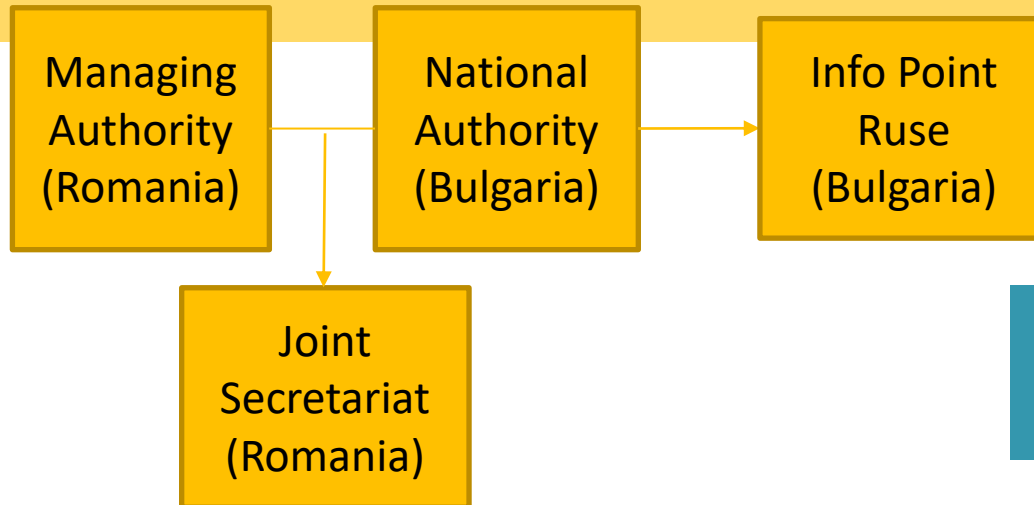 Managing
Authority
(Romania)
National
Authority
(Bulgaria)
Info Point
Ruse
(Bulgaria)
Joint
Secretariat
(Romania)